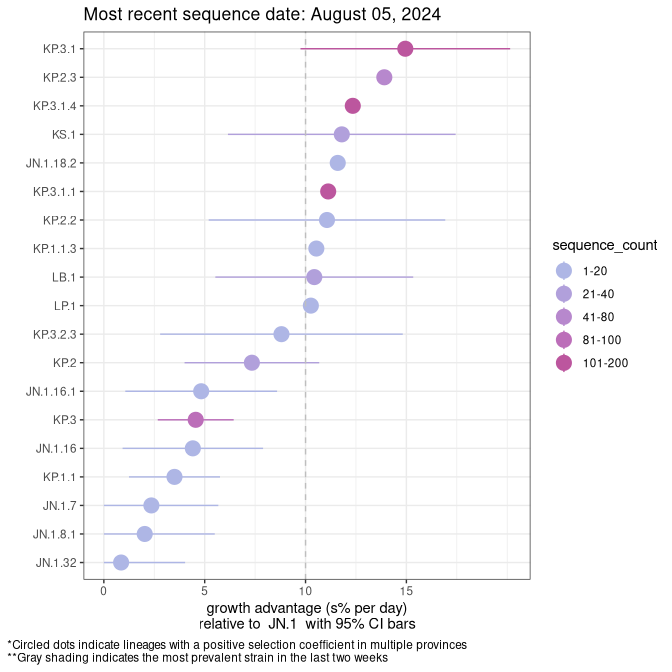 Most recent sequence date: August 05, 2024
KP.3.1
KP.2.3
KP.3.1.4
KS.1
JN.1.18.2
KP.3.1.1
KP.2.2
KP.1.1.3
LB.1
LP.1
KP.3.2.3
KP.2
JN.1.16.1
KP.3
JN.1.16
KP.1.1
JN.1.7
JN.1.8.1
JN.1.32
0 5 10 15
growth advantage (s% per day)
relative to JN.1 with 95% CI bars
sequence_count
1-20
21-40
41-80
81-100
101-200
*Circled dots indicate lineages with a positive selection coefficient in multiple provinces
**Gray shading indicates the most prevalent strain in the last two weeks